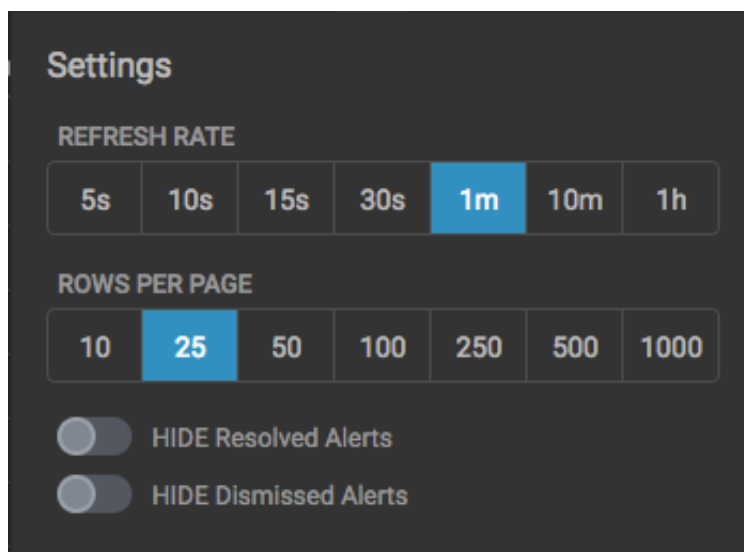 Settings
REFRESH RATE
5s 10s 15s 30s 1m 10m 1h
ROWS PER PAGE
10 25 50 100 250 500 1000
HIDE Resolved Alerts
HIDE Dismissed Alerts